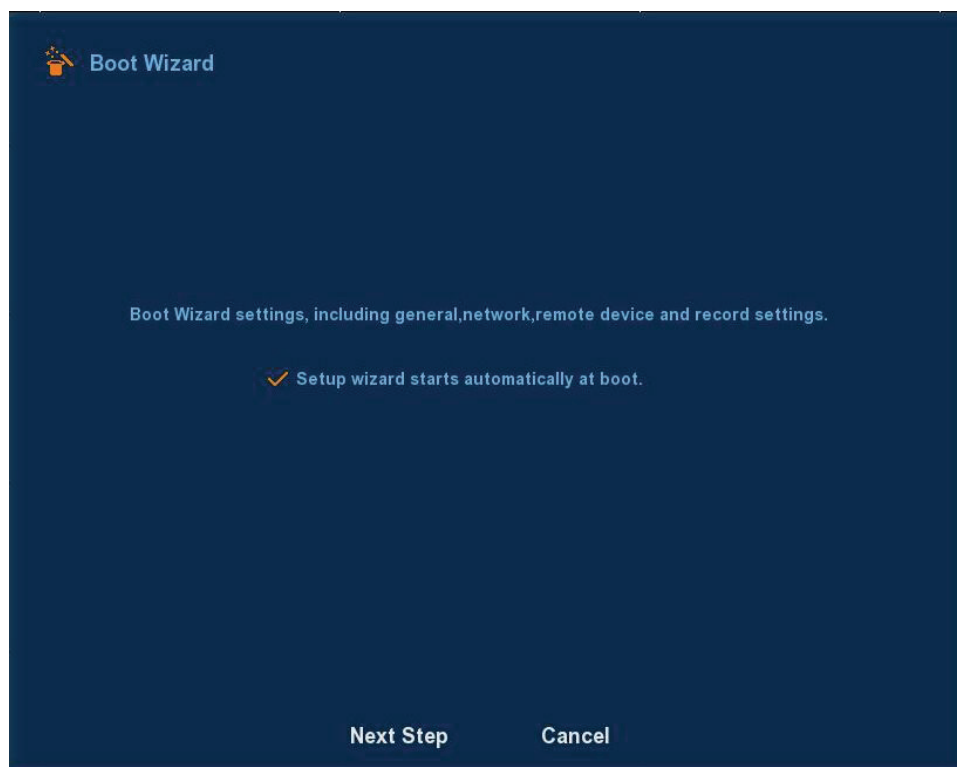 Boot Wizard
Boot Wizard settings, including general,network,remote device and record settings.
Setup wizard starts automatically at boot.
Next Step Cancel